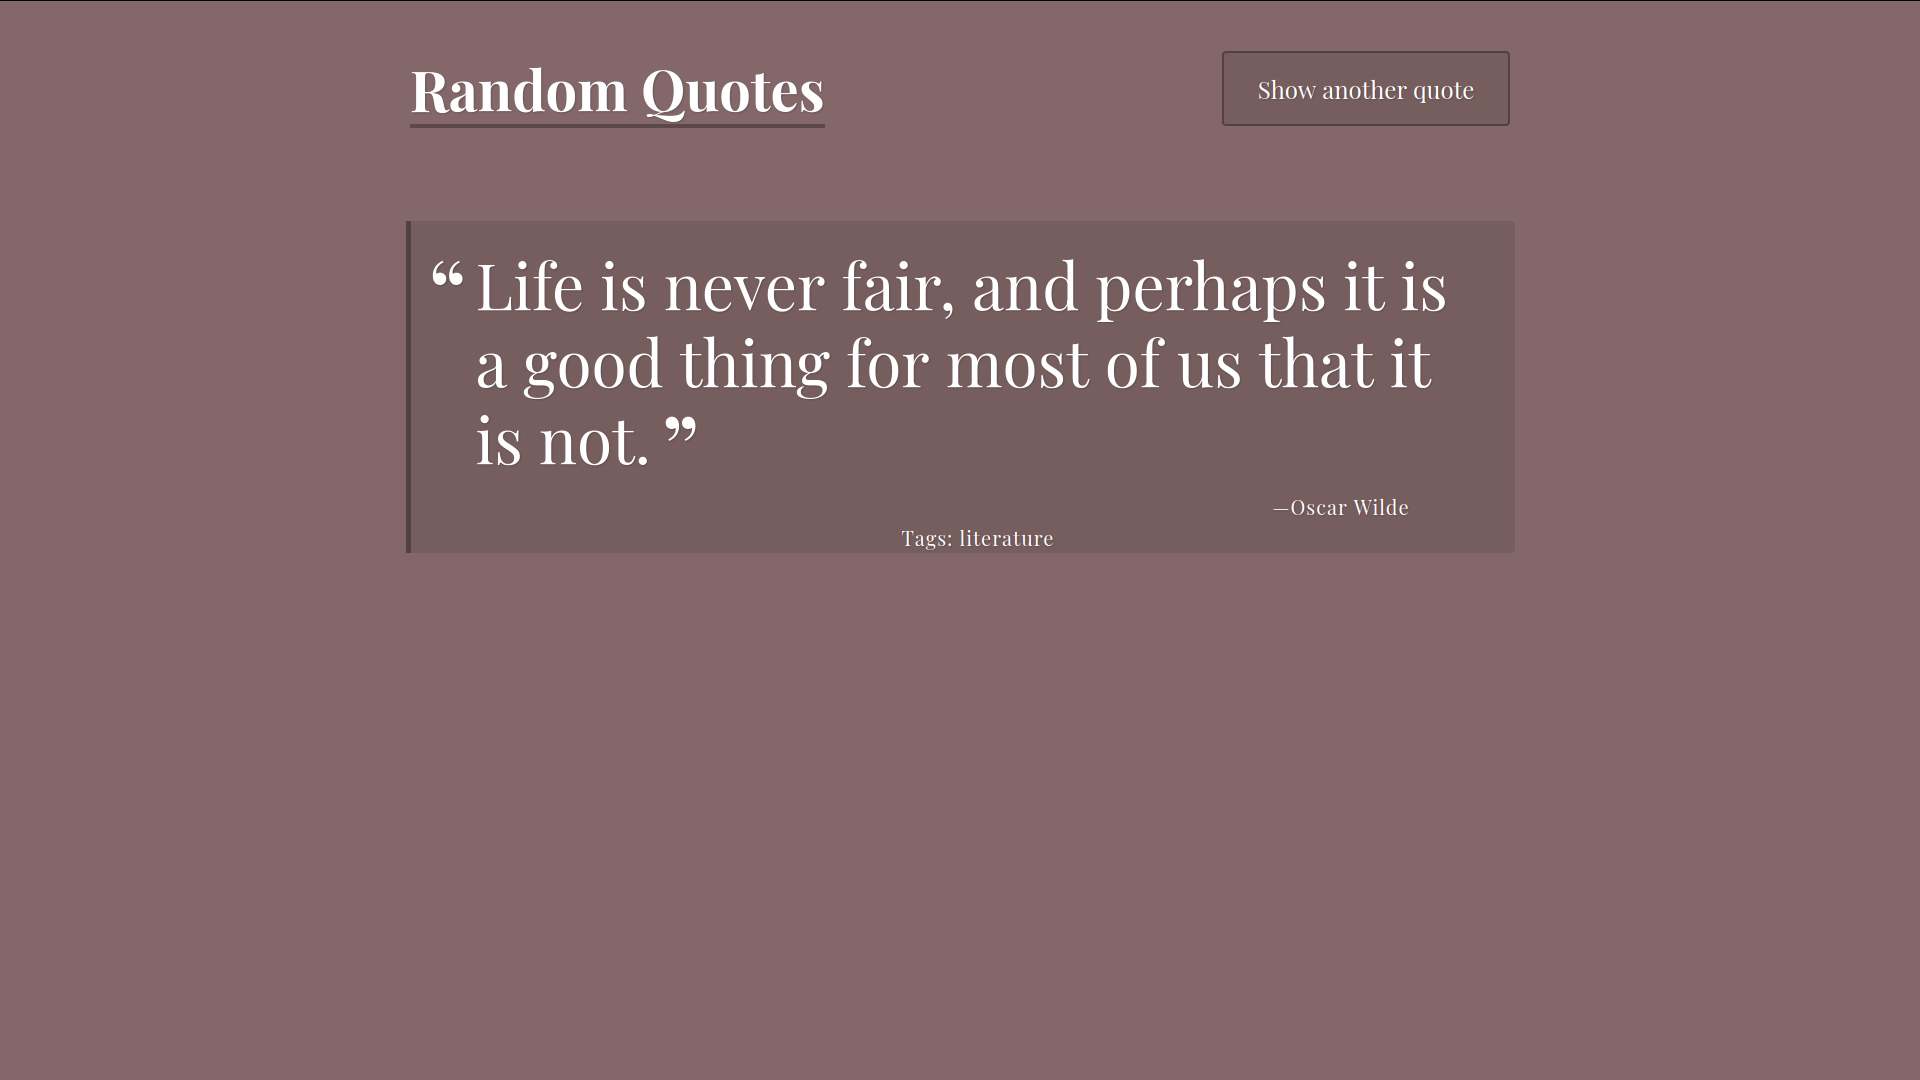 Random Quotes
Show another quote
“ Life is never fair, and perhaps it is
a good thing for most of us that it
is not. ”
—Oscar Wilde
Tags: literature